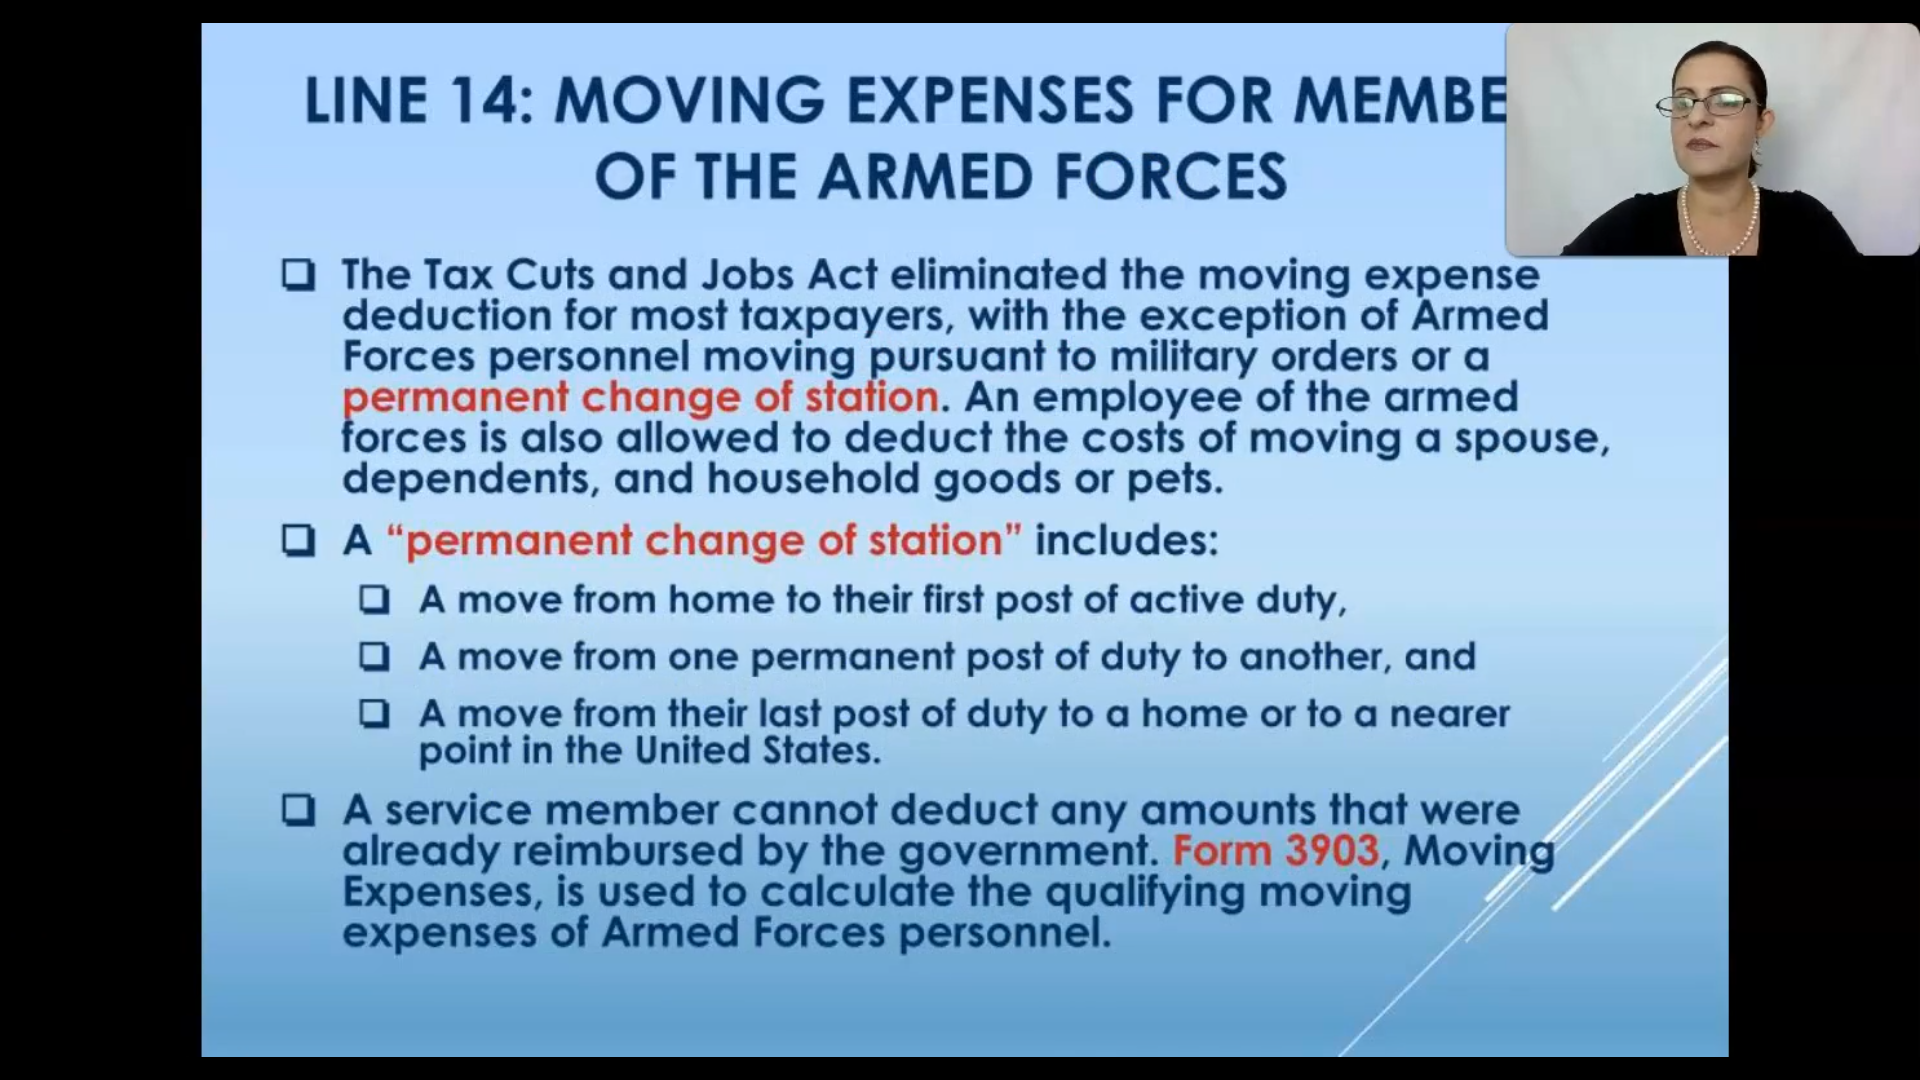 LINE 14: MOVING EXPENSES FOR MEMBE
OF THE ARMED FORCES
The Tax Cuts and Jobs Act eliminated the moving expense
deduction for most taxpayers, with the exception of Armed
Forces personnel moving pursuant to military orders or a
permanent change of station. An employee of the armed
forces is also allowed to deduct the costs of moving a spouse,
dependents, and household goods or pets.
A “permanent change of station” includes:
A move from home to their first post of active duty,
A move from one permanent post of duty to another, and
A move from their last post of duty to a home or to a nearer
point in the United States.
A service member cannot deduct any amounts that were
already reimbursed by the government. Form 3903, Moving
Expenses, is used to calculate the qualifying moving
expenses of Armed Forces personnel.